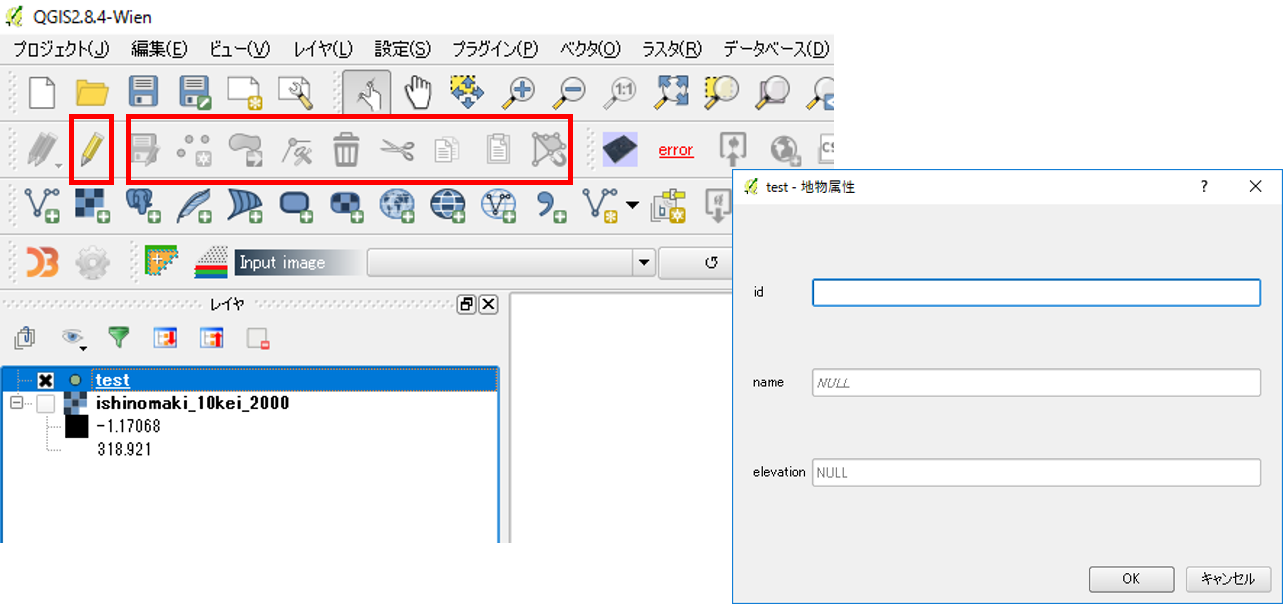 QGIS2.8.4-Wien
プロジェクト(J) 編集(E) ビュー(V) レイヤ(L) 設定(S) プラグイン(P) ベクタ(O) ラスタ(R) データベース(D)
1:1
error
CS
test - 地物属性
?
Input image
レイヤ
test
ishinomaki_10kei_2000
-1.17068
318.921
id
name NULL
elevation NULL
OK キャンセル